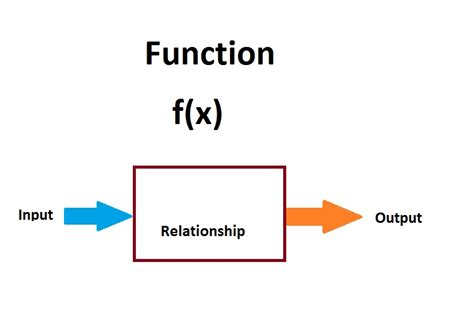 Function
f(x)
Input
Relationship
Output